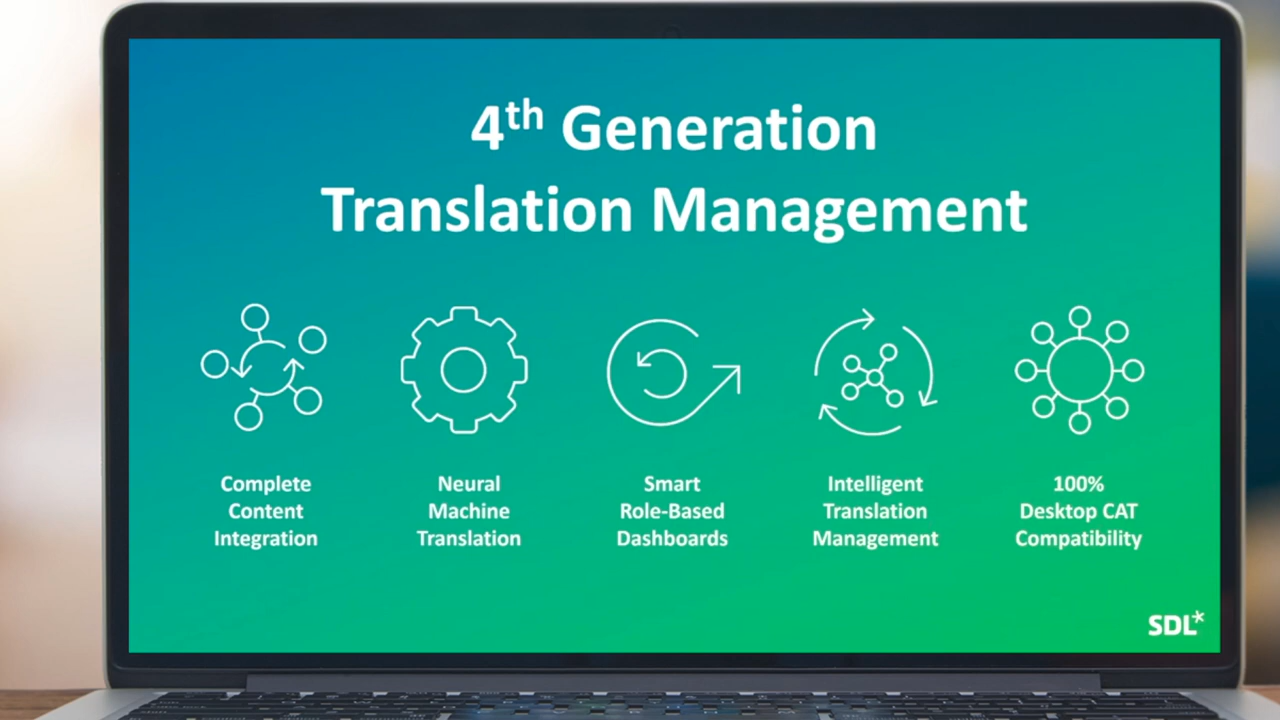 4th Generation
Translation Management
Complete
Content
Integration
Neural
Machine
Translation
Smart
Role-Based
Dashboards
Intelligent
Translation
Management
100%
Desktop CAT
Compatibility
SDL*